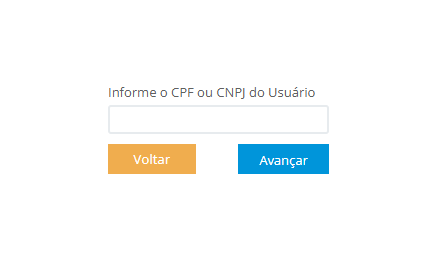 Informe o CPF ou CNPJ do Usuário
Voltar
Avançar